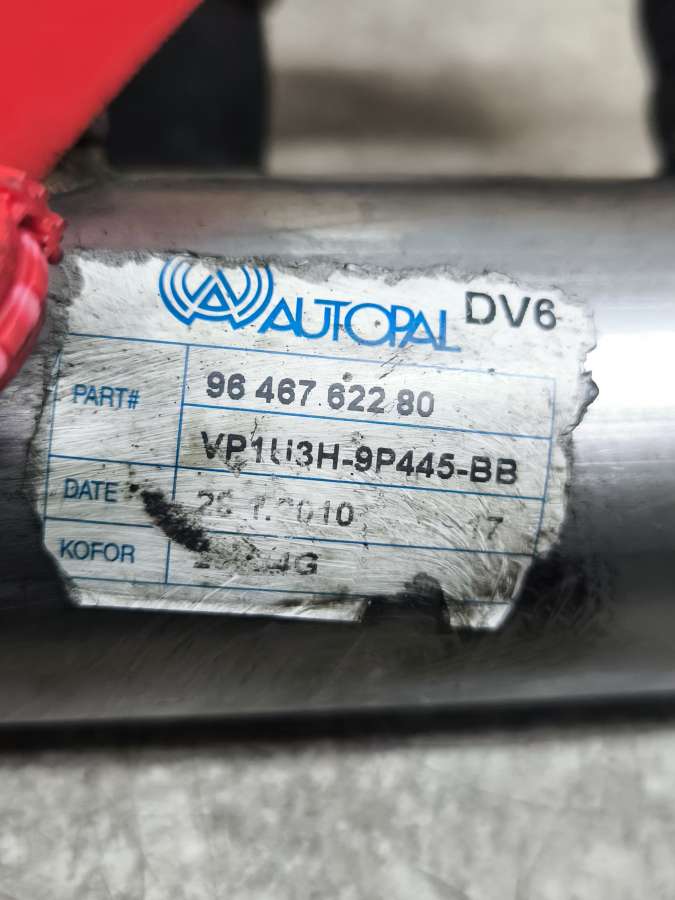 AUTOPAL DV6
PART# 96 467 622 80
VP1U3H-9P445-BB
DATE
KOFOR